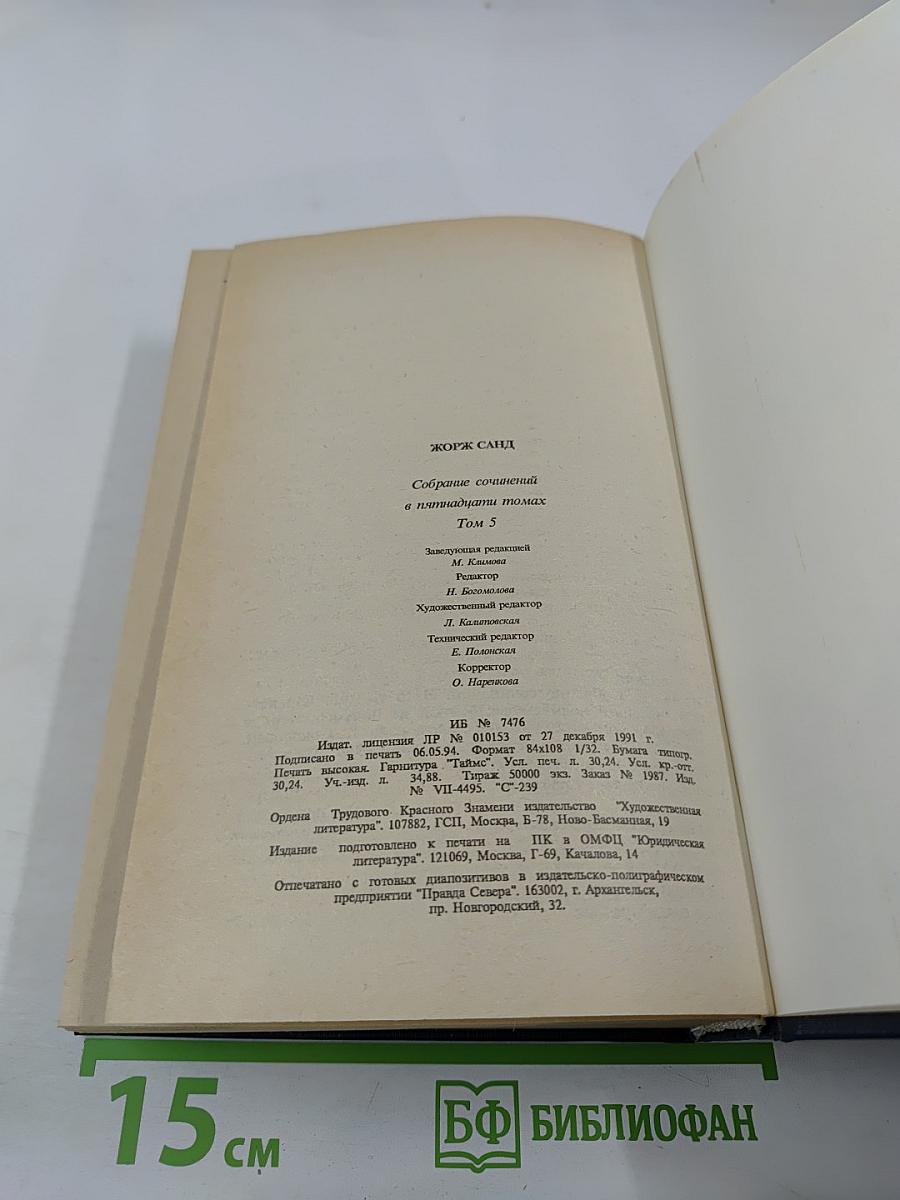 ЖОРЖ САНД
Собрание сочинений
в пятнадцати томах
Том 5
Заведующая редакцией
М. Климова
Редактор
Н. Богомолова
Художественный редактор
Л. Калитовская
Технический редактор
Е. Полонская
Корректор
О. Наренкова
ИБ № 7476
Издат. лицензия ЛР № 010153 от 27 декабря 1991 г.
Подписано в печать 06.05.94. Формат 84x108 1/32. Бумага типогр.
Печать высокая. Гарнитура "Таймс". Усл. печ. л. 30,24. Усл. кр.-отт.
30,24. Уч.-изд. л. 34,88. Тираж 50000 экз. Заказ № 1987. Изд.
№ VII-4495. "С"-239
Ордена Трудового Красного Знамени издательство "Художественная
литература". 107882, ГСП, Москва, Б-78, Ново-Басманная, 19
Издание подготовлено к печати на ПК в ОМФЦ "Юридическая
литература". 121069, Москва, Г-69, Качалова, 14
Отпечатано с готовых диапозитивов в издательско-полиграфическом
предприятии "Правда Севера". 163002, г. Архангельск,
пр. Новгородский, 32.
15 см
БФ БИБЛИОФАН